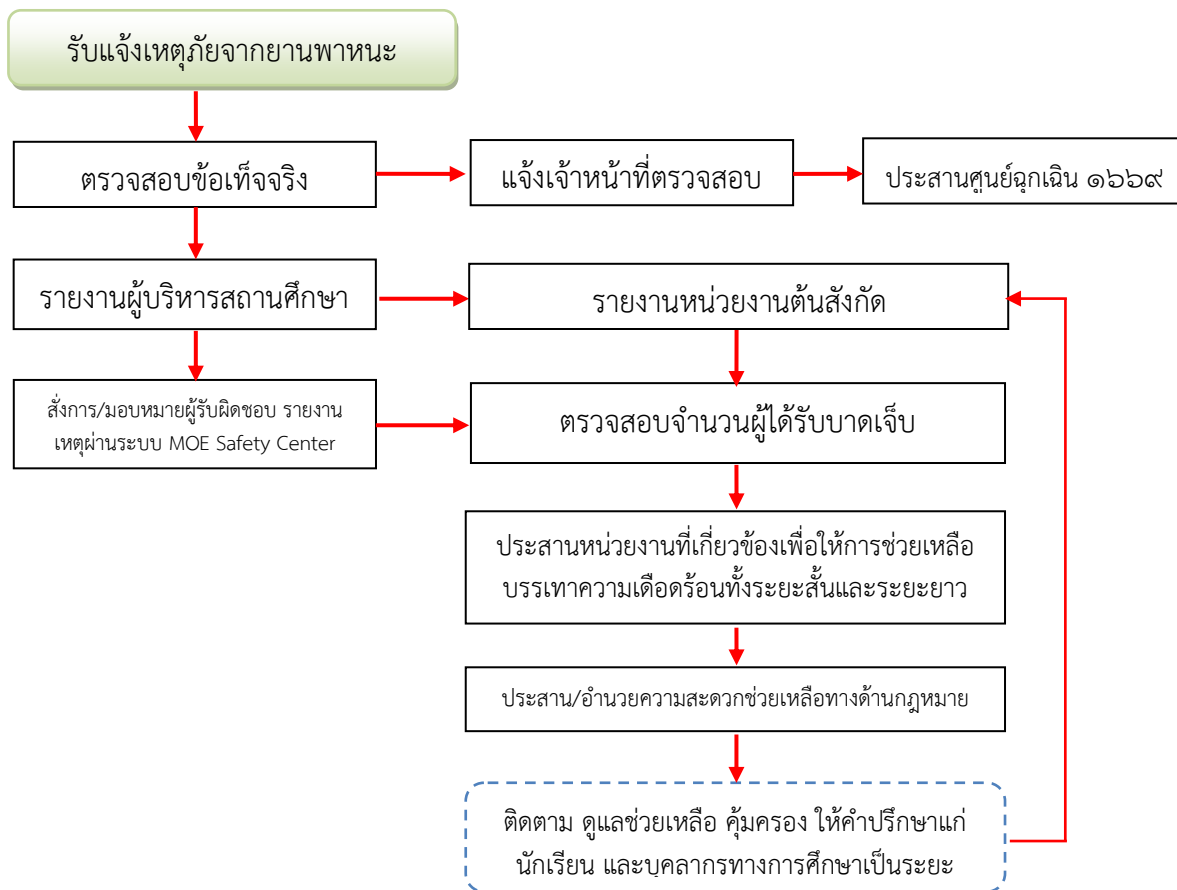 รับแจ้งเหตุภัยจากยานพาหนะ
ตรวจสอบข้อเท็จจริง
แจ้งเจ้าหน้าที่ตรวจสอบ
ประสานศูนย์ฉุกเฉิน ๑๖๖๙
รายงานผู้บริหารสถานศึกษา
รายงานหน่วยงานต้นสังกัด
สั่งการ/มอบหมายผู้รับผิดชอบ รายงาน
เหตุผ่านระบบ MOE Safety Center
ตรวจสอบจำนวนผู้ได้รับบาดเจ็บ
ประสานหน่วยงานที่เกี่ยวข้องเพื่อให้การช่วยเหลือ
บรรเทาความเดือดร้อนทั้งระยะสั้นและระยะยาว
ประสาน/อำนวยความสะดวกช่วยเหลือทางด้านกฎหมาย
ติดตาม ดูแลช่วยเหลือ คุ้มครอง ให้คำปรึกษาแก่
นักเรียน และบุคลากรทางการศึกษาเป็นระยะ